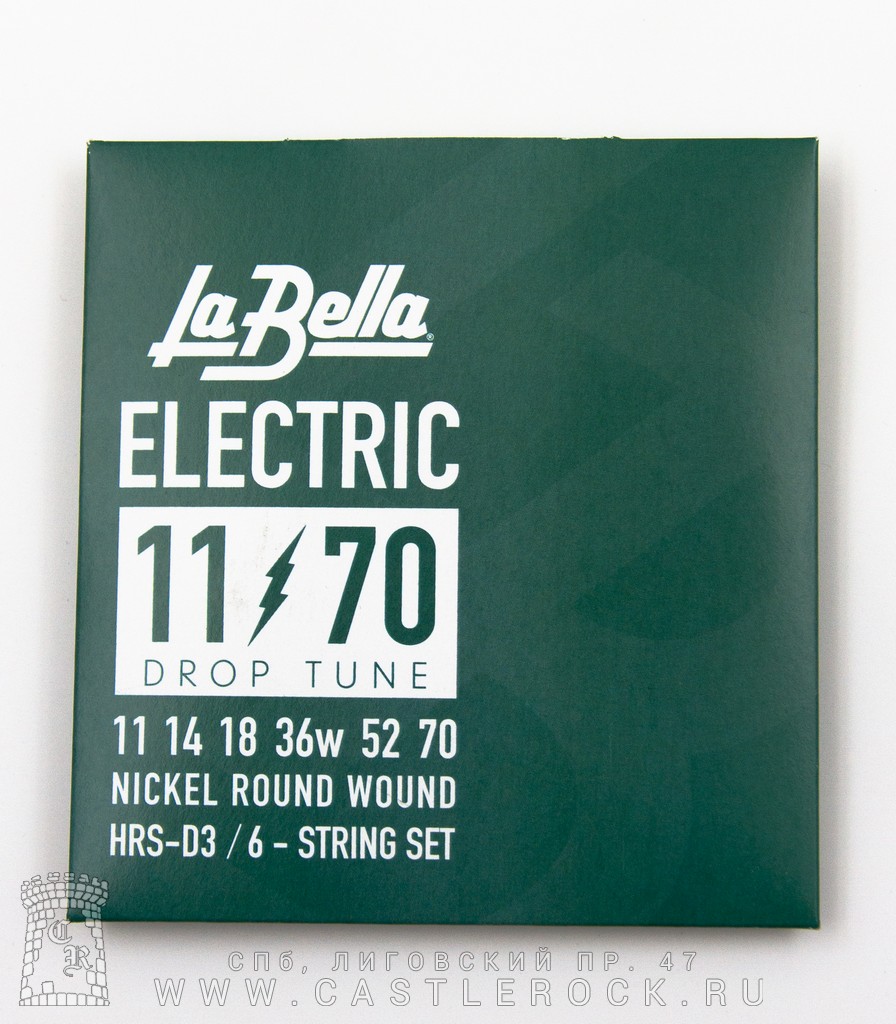 La Bella®
ELECTRIC
11 70
DROP TUNE
11 14 18 36w 52 70
NICKEL ROUND WOUND
HRS-D3 / 6 - STRING SET
CR
СПб, ЛИГОВСКИЙ ПР. 47
WWW.CASTLEROCK.RU